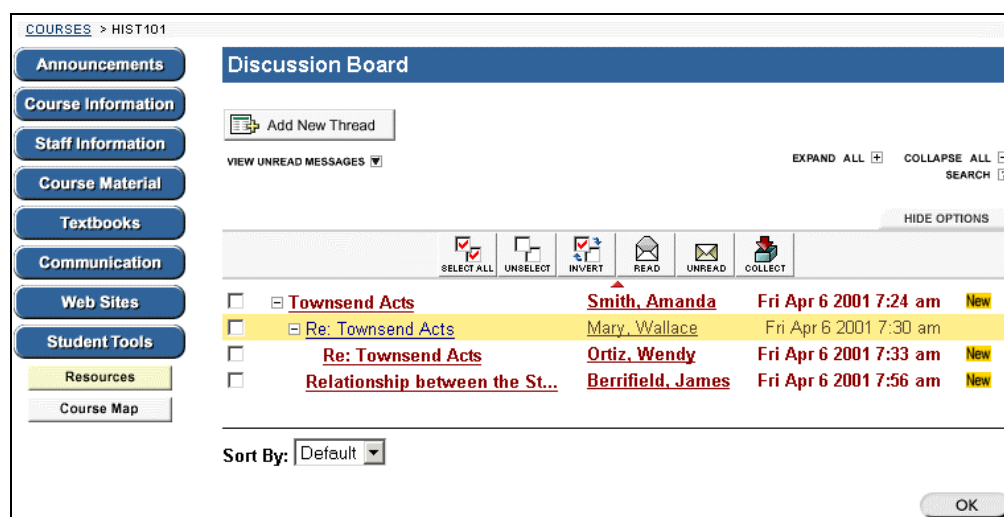 COURSES > HIST101
Announcements
Course Information
Staff Information
Course Material
Textbooks
Communication
Web Sites
Student Tools
Resources
Course Map
Discussion Board
Add New Thread
VIEW UNREAD MESSAGES
EXPAND ALL COLLAPSE ALL
SEARCH
HIDE OPTIONS
SELECT ALL UNSELECT INVERT READ UNREAD COLLECT
Townsend Acts Smith, Amanda Fri Apr 6 2001 7:24 am New
Re: Townsend Acts Mary, Wallace Fri Apr 6 2001 7:30 am
Re: Townsend Acts Ortiz, Wendy Fri Apr 6 2001 7:33 am New
Relationship between the St... Berrifield, James Fri Apr 6 2001 7:56 am New
Sort By: Default
OK